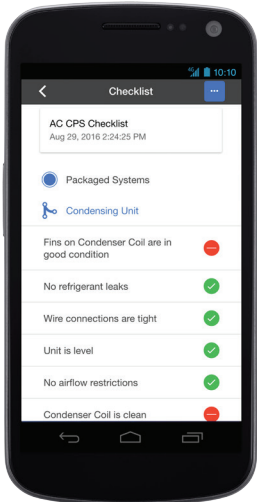 4G 10:10
Checklist
AC CPS Checklist
Aug 29, 2016 2:24:25 PM
Packaged Systems
Condensing Unit
Fins on Condenser Coil are in
good condition
No refrigerant leaks
Wire connections are tight
Unit is level
No airflow restrictions
Condenser Coil is clean